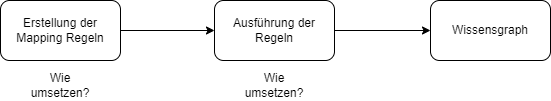 Erstellung der
Mapping Regeln
Ausführung der
Regeln
Wissensgraph
Wie
umsetzen?
Wie
umsetzen?